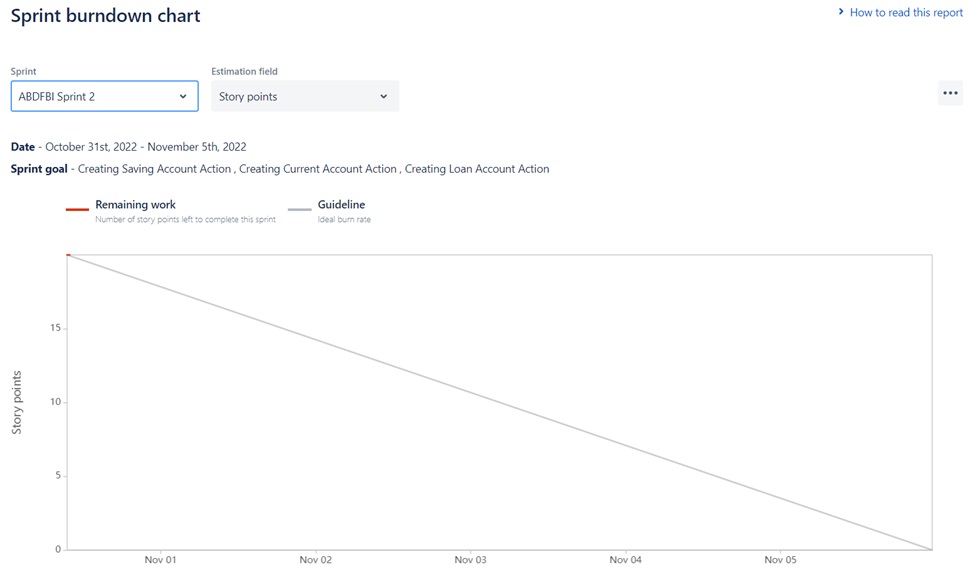 Sprint burndown chart
How to read this report
Sprint
Estimation field
ABDFBI Sprint 2
Story points
Date - October 31st, 2022 - November 5th, 2022
Sprint goal - Creating Saving Account Action , Creating Current Account Action , Creating Loan Account Action
Remaining work
Number of story points left to complete this sprint
Guideline
Ideal burn rate
Story points
15
10
5
0
Nov 01
Nov 02
Nov 03
Nov 04
Nov 05